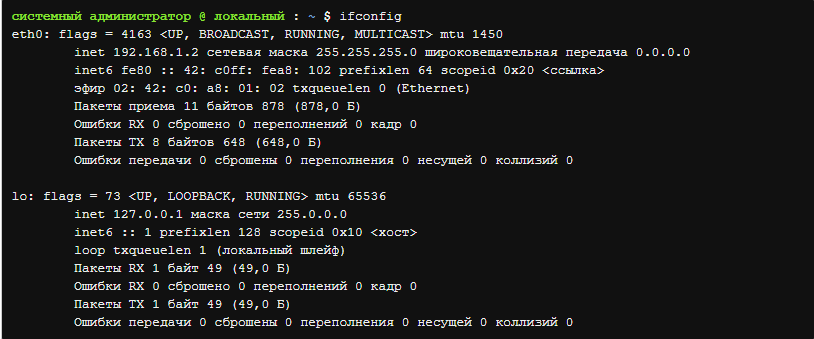 системный администратор @ локальный : ~ $ ifconfig
eth0: flags = 4163 <UP, BROADCAST, RUNNING, MULTICAST> mtu 1450
inet 192.168.1.2 сетевая маска 255.255.255.0 широковещательная передача 0.0.0.0
inet6 fe80 :: 42: c0ff: fea8: 102 prefixlen 64 scopeid 0x20 <ссылка>
эфир 02: 42: c0: a8: 01: 02 txqueuelen 0 (Ethernet)
Пакеты приема 11 байтов 878 (878,0 Б)
Ошибки RX 0 сброшено 0 переполнений 0 кадр 0
Пакеты TX 8 байтов 648 (648,0 Б)
Ошибки передачи 0 сброшены 0 переполнения 0 несущей 0 коллизий 0
lo: flags = 73 <UP, LOOPBACK, RUNNING> mtu 65536
inet 127.0.0.1 маска сети 255.0.0.0
inet6 :: 1 prefixlen 128 scopeid 0x10 <хост>
loop txqueuelen 1 (локальный шлейф)
Пакеты RX 1 байт 49 (49,0 Б)
Ошибки RX 0 сброшено 0 переполнений 0 кадр 0
Пакеты TX 1 байт 49 (49,0 Б)
Ошибки передачи 0 сброшены 0 переполнения 0 несущей 0 коллизий 0